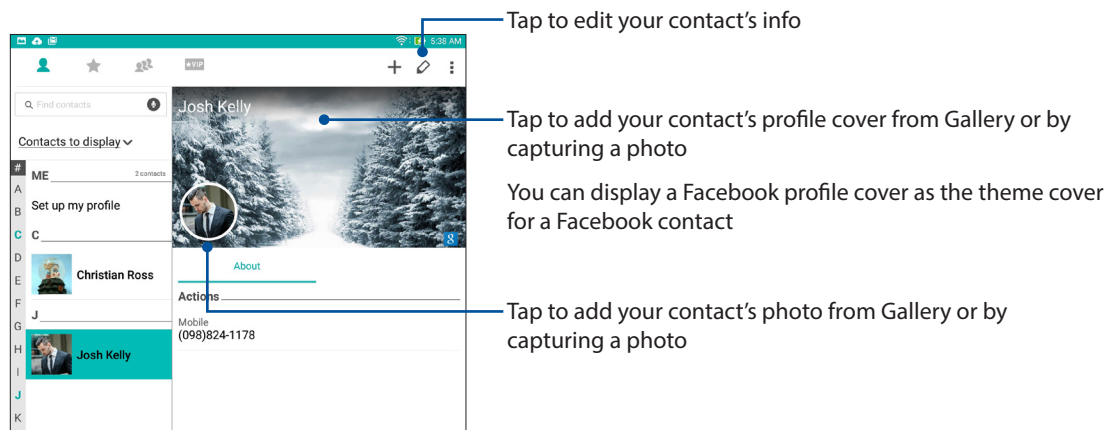 Tap to edit your contact's info
5:38 AM
VIP
Find contacts
Josh Kelly
Tap to add your contact's profile cover from Gallery or by
capturing a photo
Contacts to display
You can display a Facebook profile cover as the theme cover
for a Facebook contact
#
ME
2 contacts
A
Set up my profile
B
C
C
D
Christian Ross
E
8
About
F
J
Actions
Tap to add your contact's photo from Gallery or by
capturing a photo
G
Mobile
(098)824-1178
H
Josh Kelly
I
J
K